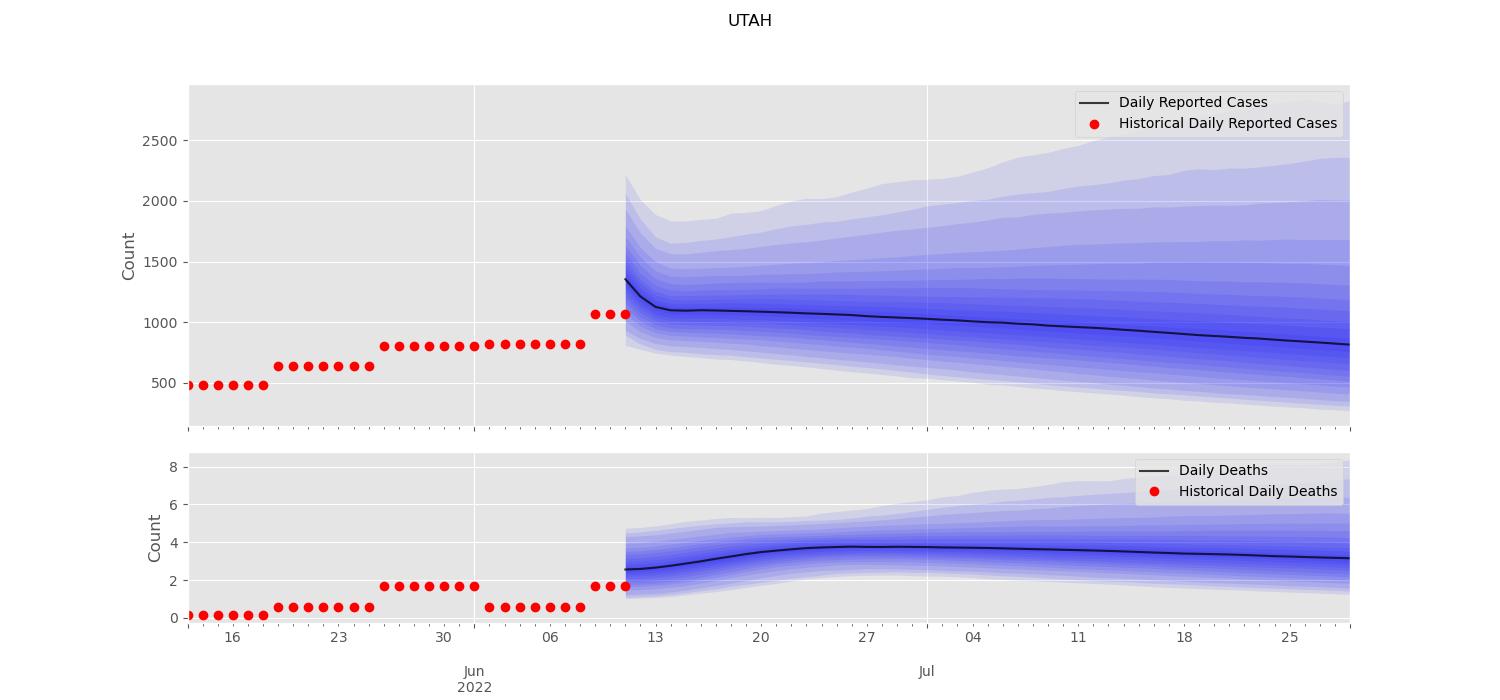 UTAH
Daily Reported Cases
Historical Daily Reported Cases
Count
2500
2000
1500
1000
500
Daily Deaths
Historical Daily Deaths
Count
8
6
4
2
0
16 23 30 06 13 20 27 04 11 18 25
Jun Jul
2022